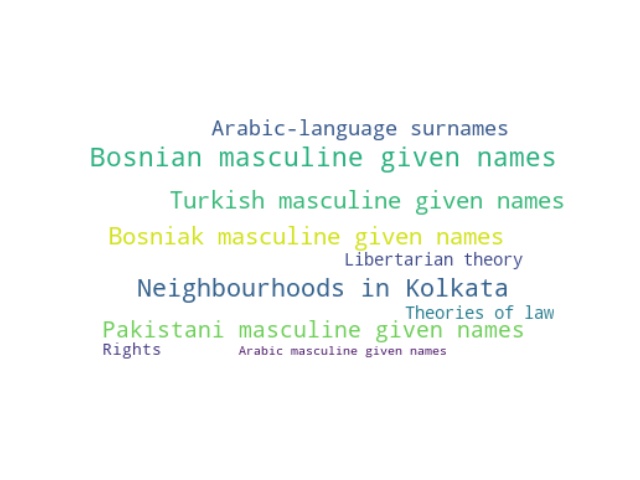 Arabic-language surnames
Bosnian masculine given names
Turkish masculine given names
Bosniak masculine given names
Libertarian theory
Neighbourhoods in Kolkata
Theories of law
Pakistani masculine given names
Rights
Arabic masculine given names